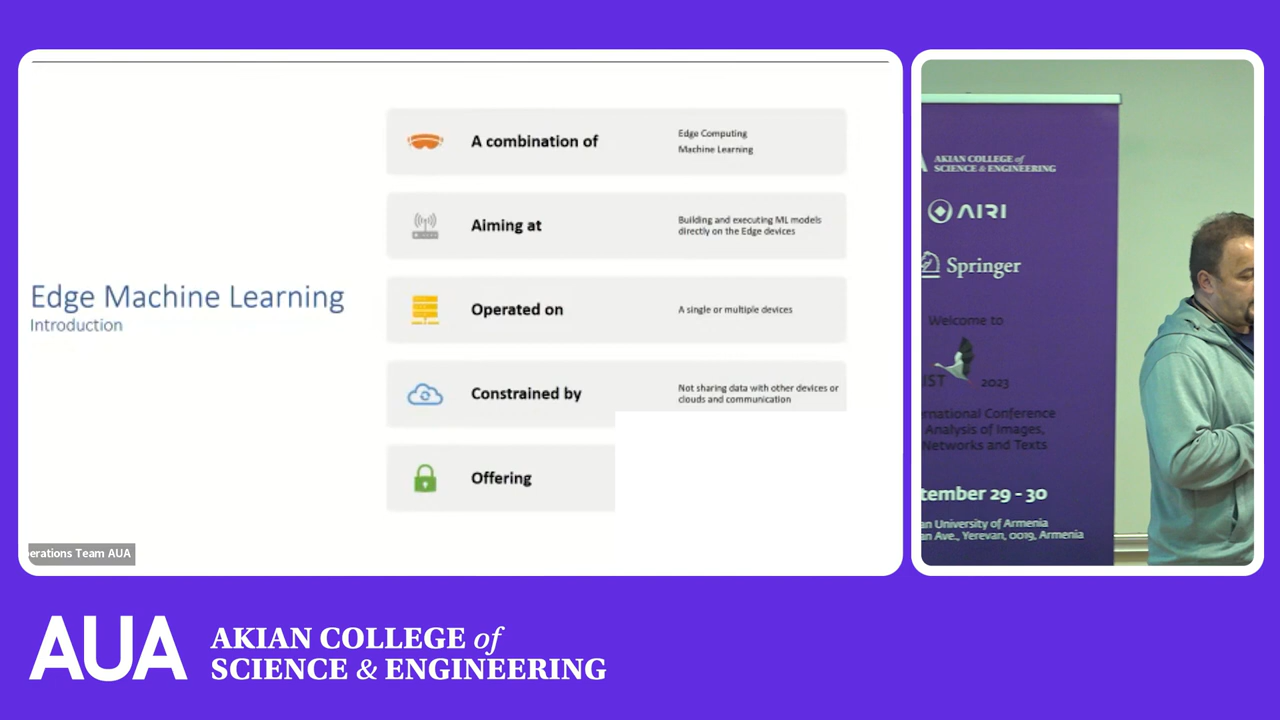 Edge Machine Learning
Introduction
A combination of
Edge Computing
Machine Learning
Aiming at
Building and executing ML models
directly on the Edge devices
Operated on
A single or multiple devices
Constrained by
Not sharing data with other devices or
clouds and communication
Offering
erations Team AUA
AKIAN COLLEGE of
SCIENCE & ENGINEERING
AIRI
Springer
Welcome to
IST 2023
rnational Conference
Analysis of Images,
Networks and Texts
tember 29 - 30
an University of Armenia
an Ave., Yerevan, 0019, Armenia
AUA
AKIAN COLLEGE of
SCIENCE & ENGINEERING